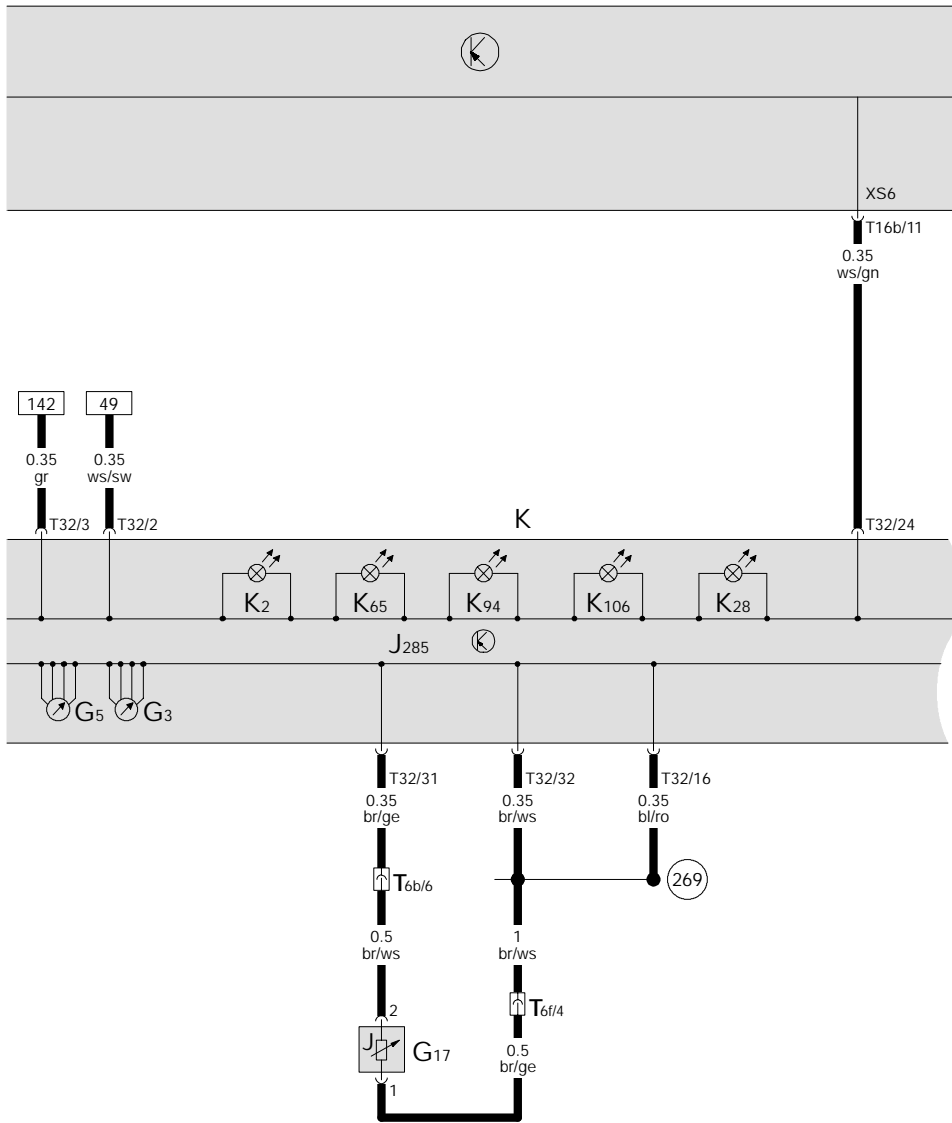 XS6
T16b/11
0.35
ws/gn
142 49
0.35 0.35
gr ws/sw
T32/3 T32/2 K T32/24
K2 K65 K94 K106 K28
J285
G5 G3
T32/31 T32/32 T32/16
0.35 0.35 0.35
br/ge br/ws bl/ro
T6b/6 269
0.5 1
br/ws br/ws
2 T6f/4
J G17 0.5
br/ge
1